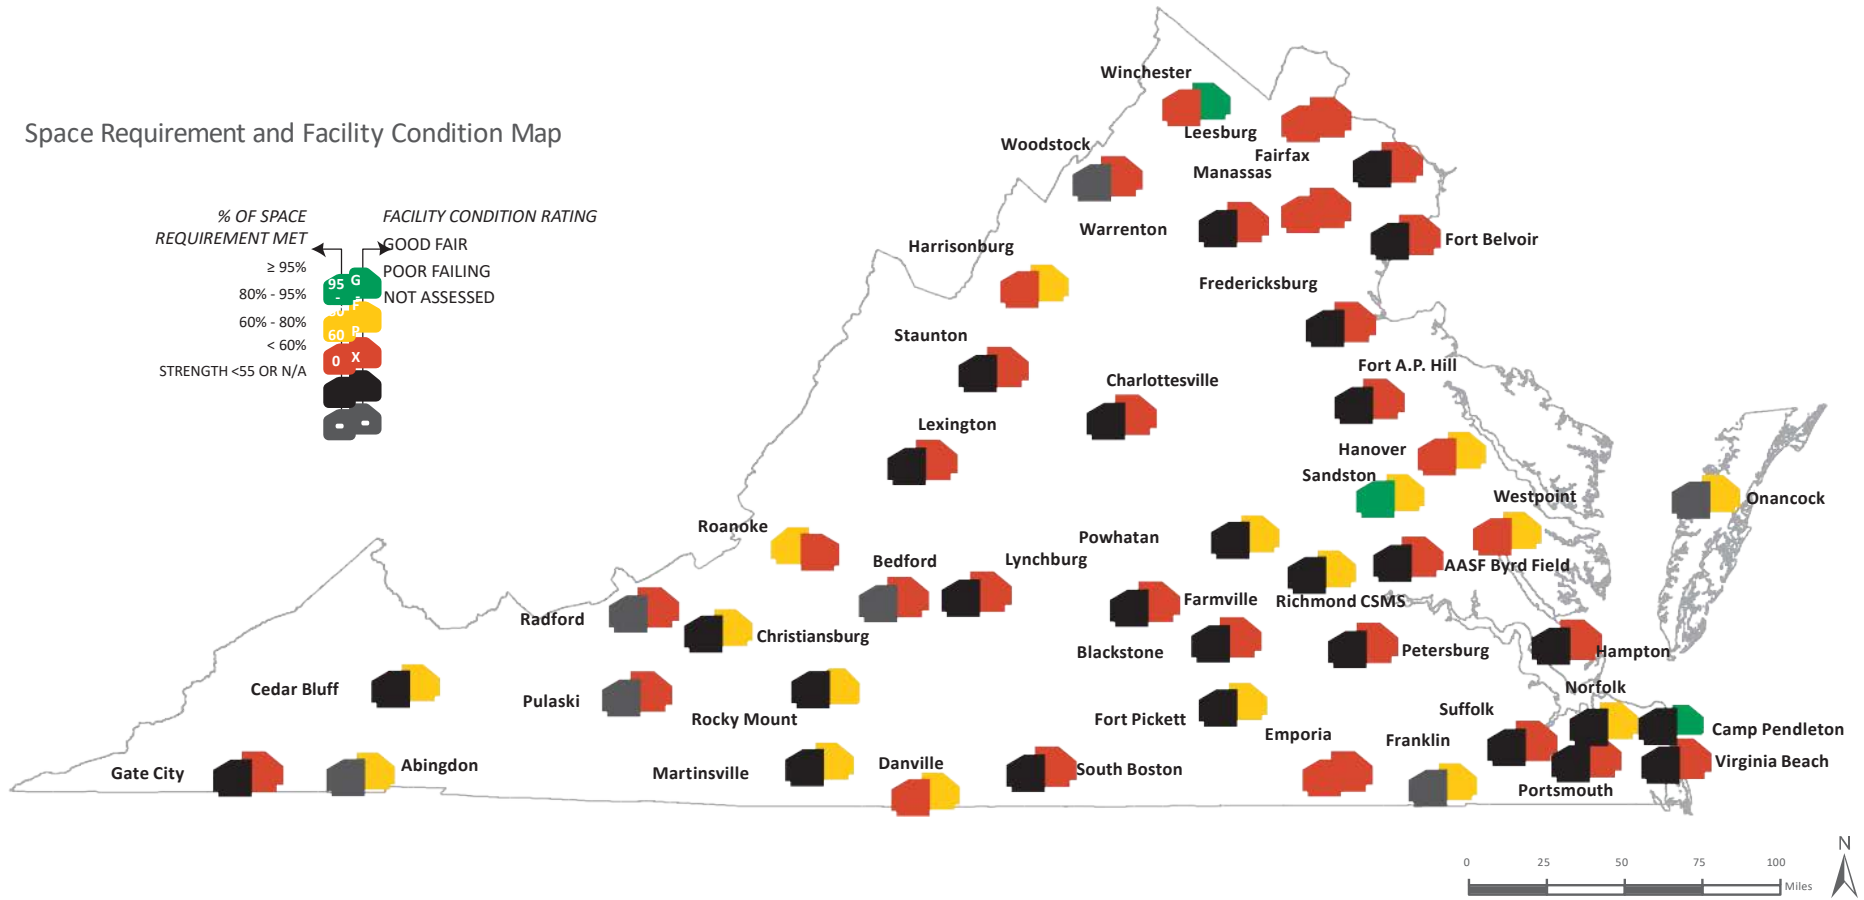 Space Requirement and Facility Condition Map
% OF SPACE
REQUIREMENT MET
FACILITY CONDITION RATING
GOOD FAIR
≥ 95%
POOR FAILING
80% - 95%
NOT ASSESSED
60% - 80%
< 60%
STRENGTH <55 OR N/A
95 G
- -
F
60 R
0 X
- -
Winchester
Leesburg
Woodstock
Fairfax
Manassas
Warrenton
Fort Belvoir
Harrisonburg
Fredericksburg
Staunton
Fort A.P. Hill
Charlottesville
Lexington
Hanover
Sandston
Westpoint
Onancock
Roanoke
Powhatan
Bedford
Lynchburg
AASF Byrd Field
Farmville
Richmond CSMS
Radford
Christiansburg
Blackstone
Petersburg
Hampton
Cedar Bluff
Pulaski
Norfolk
Rocky Mount
Fort Pickett
Suffolk
Camp Pendleton
Emporia
Franklin
Gate City
Abingdon
Martinsville
Danville
South Boston
Virginia Beach
Portsmouth
N
0 25 50 75 100
Miles